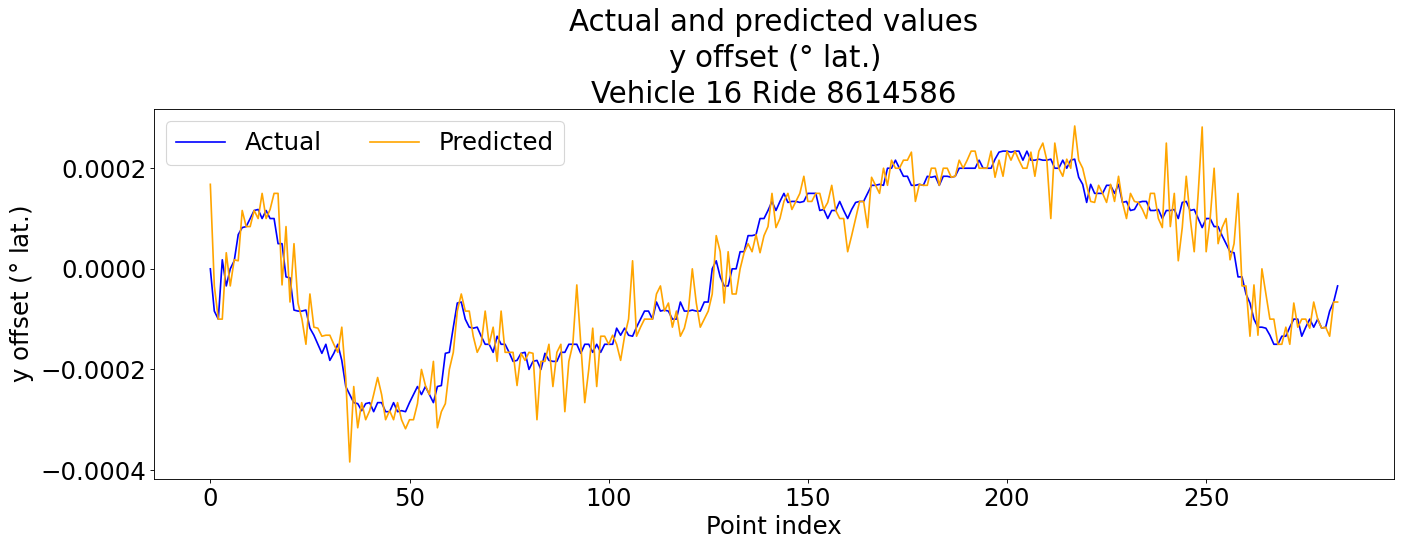 Actual and predicted values
y offset (° lat.)
Vehicle 16 Ride 8614586
Actual
Predicted
y offset (° lat.)
0.0002
0.0000
−0.0002
−0.0004
0
50
100
150
200
250
Point index